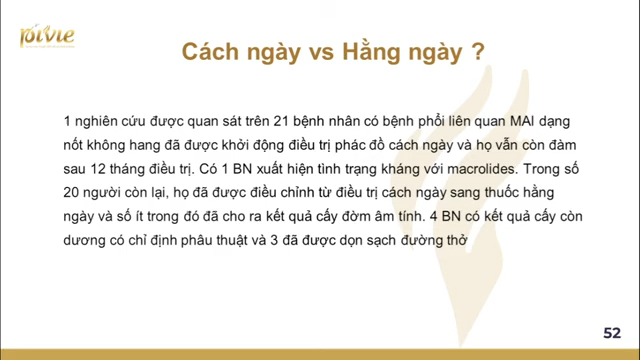 pivie
Cách ngày vs Hằng ngày ?
1 nghiên cứu được quan sát trên 21 bệnh nhân có bệnh phổi liên quan MAI dạng
nốt không hang đã được khởi động điều trị phác đồ cách ngày và họ vẫn còn đàm
sau 12 tháng điều trị. Có 1 BN xuất hiện tình trạng kháng với macrolides. Trong số
20 người còn lại, họ đã được điều chỉnh từ điều trị cách ngày sang thuốc hằng
ngày và số ít trong đó đã cho ra kết quả cấy đờm âm tính. 4 BN có kết quả cấy còn
dương có chỉ định phâu thuật và 3 đã được dọn sạch đường thở
52